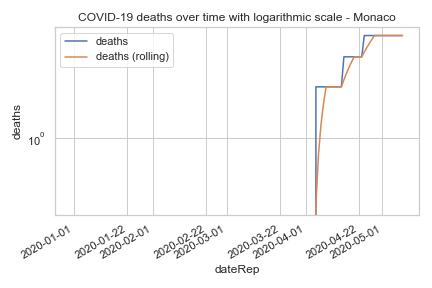 COVID-19 deaths over time with logarithmic scale - Monaco
deaths
deaths (rolling)
deaths
10⁰
2020-01-01
2020-01-22
2020-02-01
2020-02-22
2020-03-01
2020-03-22
2020-04-01
2020-04-22
2020-05-01
dateRep